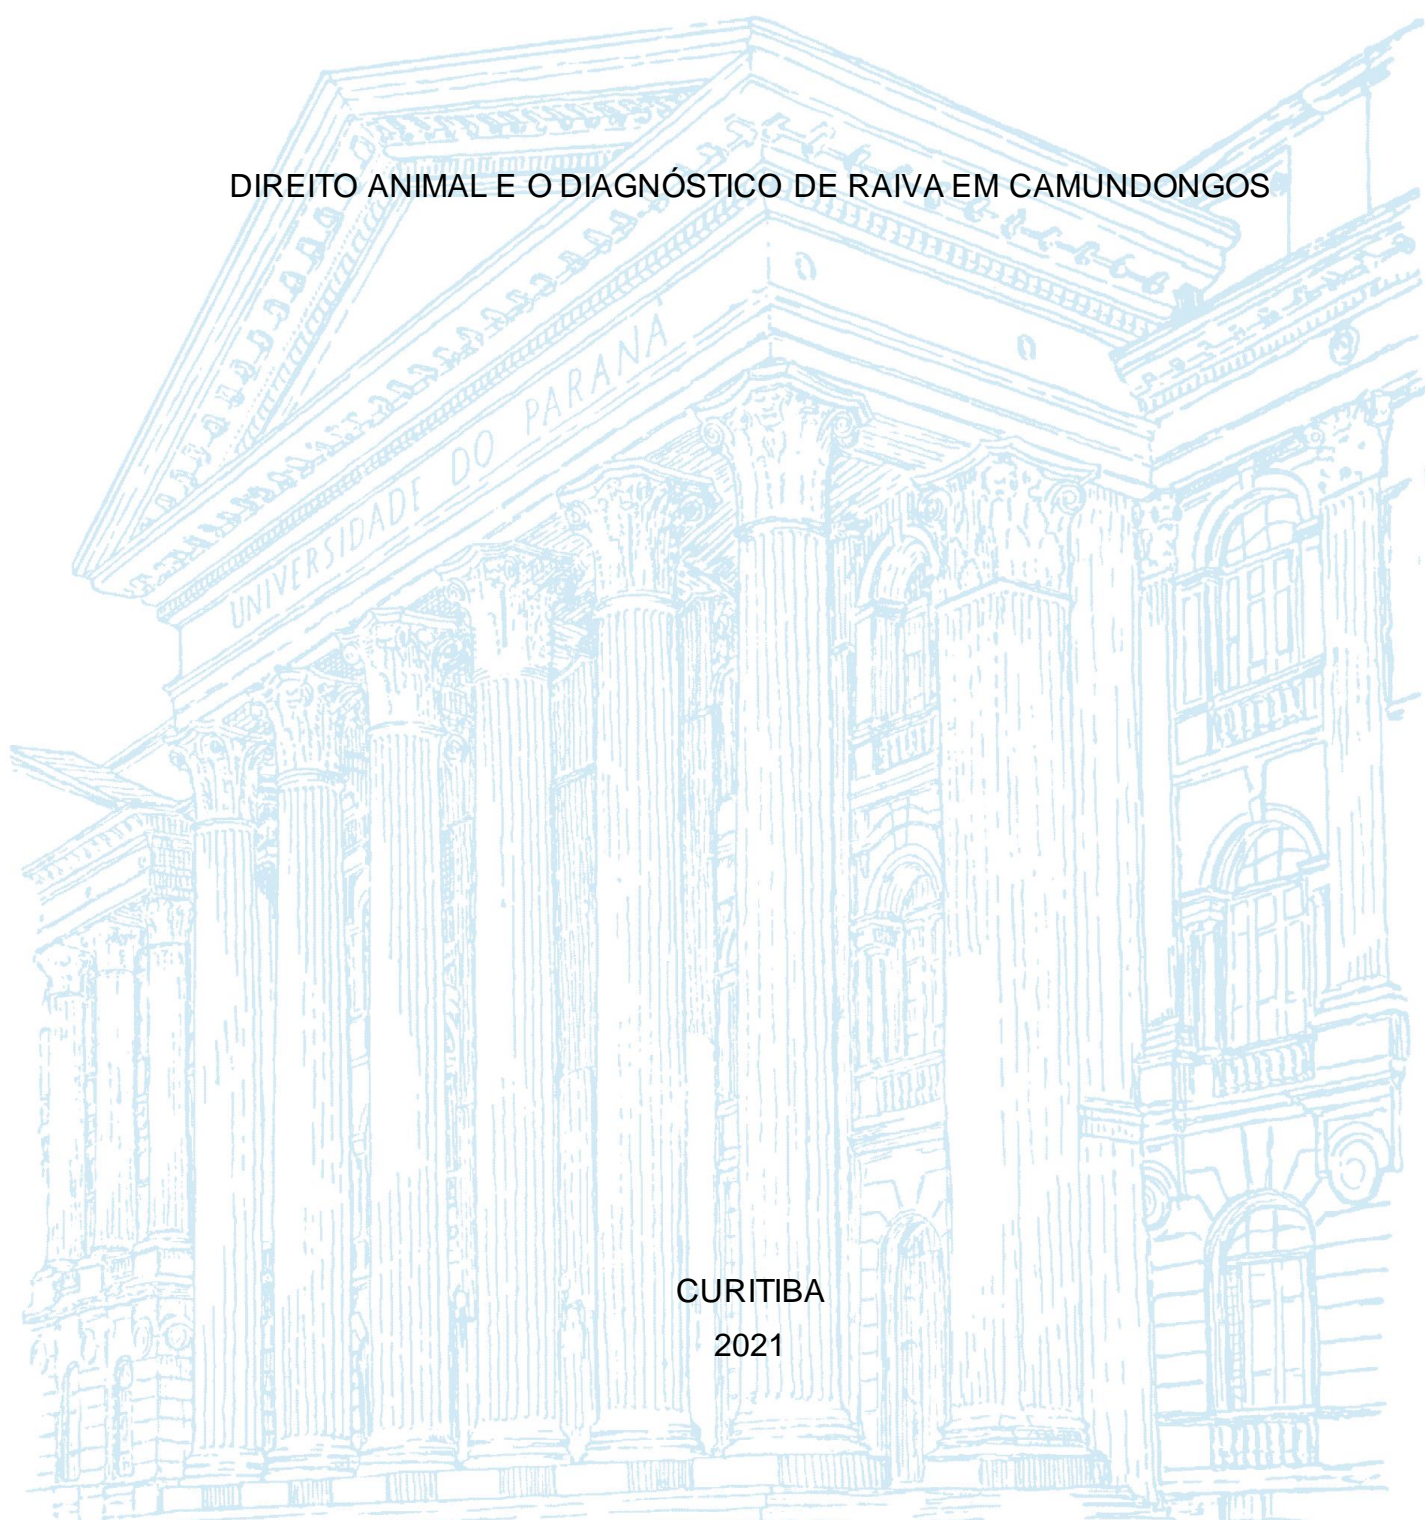 DIREITO ANIMAL E O DIAGNÓSTICO DE RAIVA EM CAMUNDONGOS
UNIVERSIDADE DO PARANÁ
CURITIBA
2021